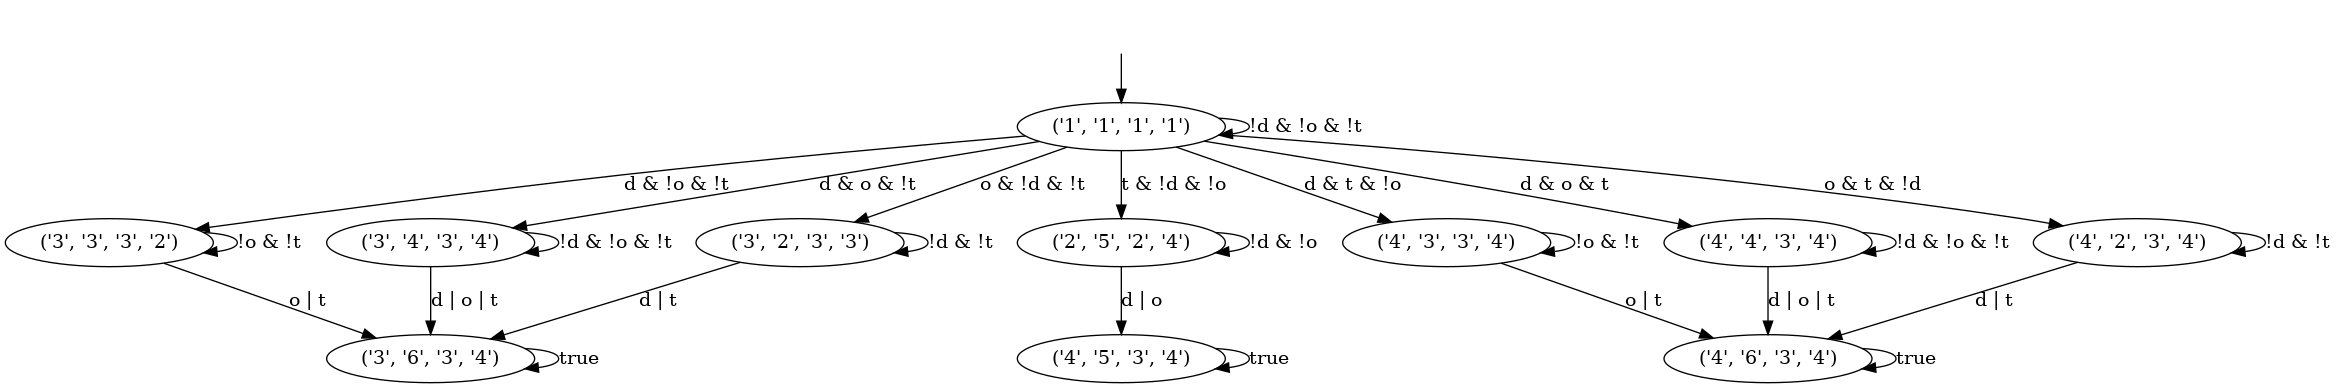 ('1', '1', '1', '1')
!d & !o & !t
d & !o & !t
d & o & !t
o & !d & !t
t & !d & !o
d & t & !o
d & o & t
o & t & !d
('3', '3', '3', '2')
!o & !t
('3', '4', '3', '4')
!d & !o & !t
('3', '2', '3', '3')
!d & !t
('2', '5', '2', '4')
!d & !o
('4', '3', '3', '4')
!o & !t
('4', '4', '3', '4')
!d & !o & !t
('4', '2', '3', '4')
!d & !t
o | t
d | o | t
d | t
d | o
o | t
d | o | t
d | t
('3', '6', '3', '4')
true
('4', '5', '3', '4')
true
('4', '6', '3', '4')
true